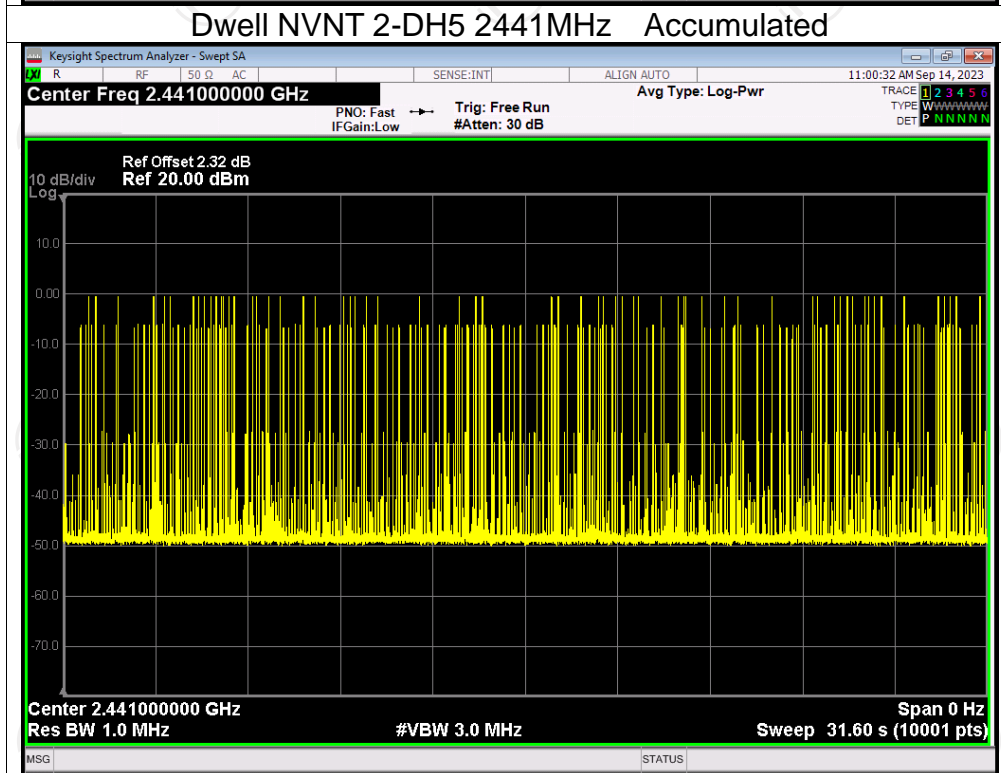 Dwell NVNT 2-DH5 2441MHz Accumulated
Keysight Spectrum Analyzer - Swept SA
LXI R RF 50 Ω AC SENSE:INT ALIGN AUTO 11:00:32 AM Sep 14, 2023
Center Freq 2.441000000 GHz Avg Type: Log-Pwr TRACE 1 2 3 4 5 6
PNO: Fast Trig: Free Run TYPE WWWWWW
IFGain:Low #Atten: 30 dB DET P N N N N N
Ref Offset 2.32 dB
10 dB/div Ref 20.00 dBm
Log
10.0
0.00
-10.0
-20.0
-30.0
-40.0
-50.0
-60.0
-70.0
Center 2.441000000 GHz Span 0 Hz
Res BW 1.0 MHz #VBW 3.0 MHz Sweep 31.60 s (10001 pts)
MSG STATUS